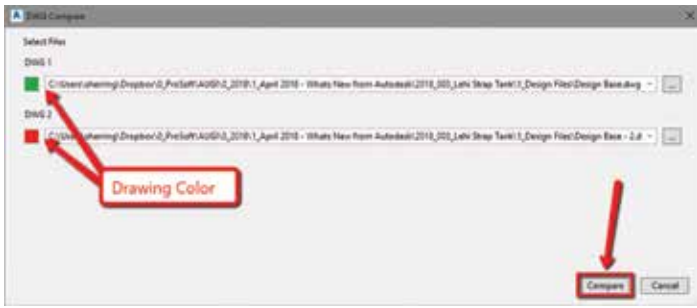 DWG Compare
Select Files
DWG 1
C:\Users\sherring\Dropbox\0_ProSoft\AUGI\0_2018\1_April 2018 - Whats New from Autodesk\2018_003_Lehi Strap Tank\1_Design Files\Design Base.dwg
...
DWG 2
C:\Users\sherring\Dropbox\0_ProSoft\AUGI\0_2018\1_April 2018 - Whats New from Autodesk\2018_003_Lehi Strap Tank\1_Design Files\Design Base - 2.d
...
Drawing Color
Compare Cancel